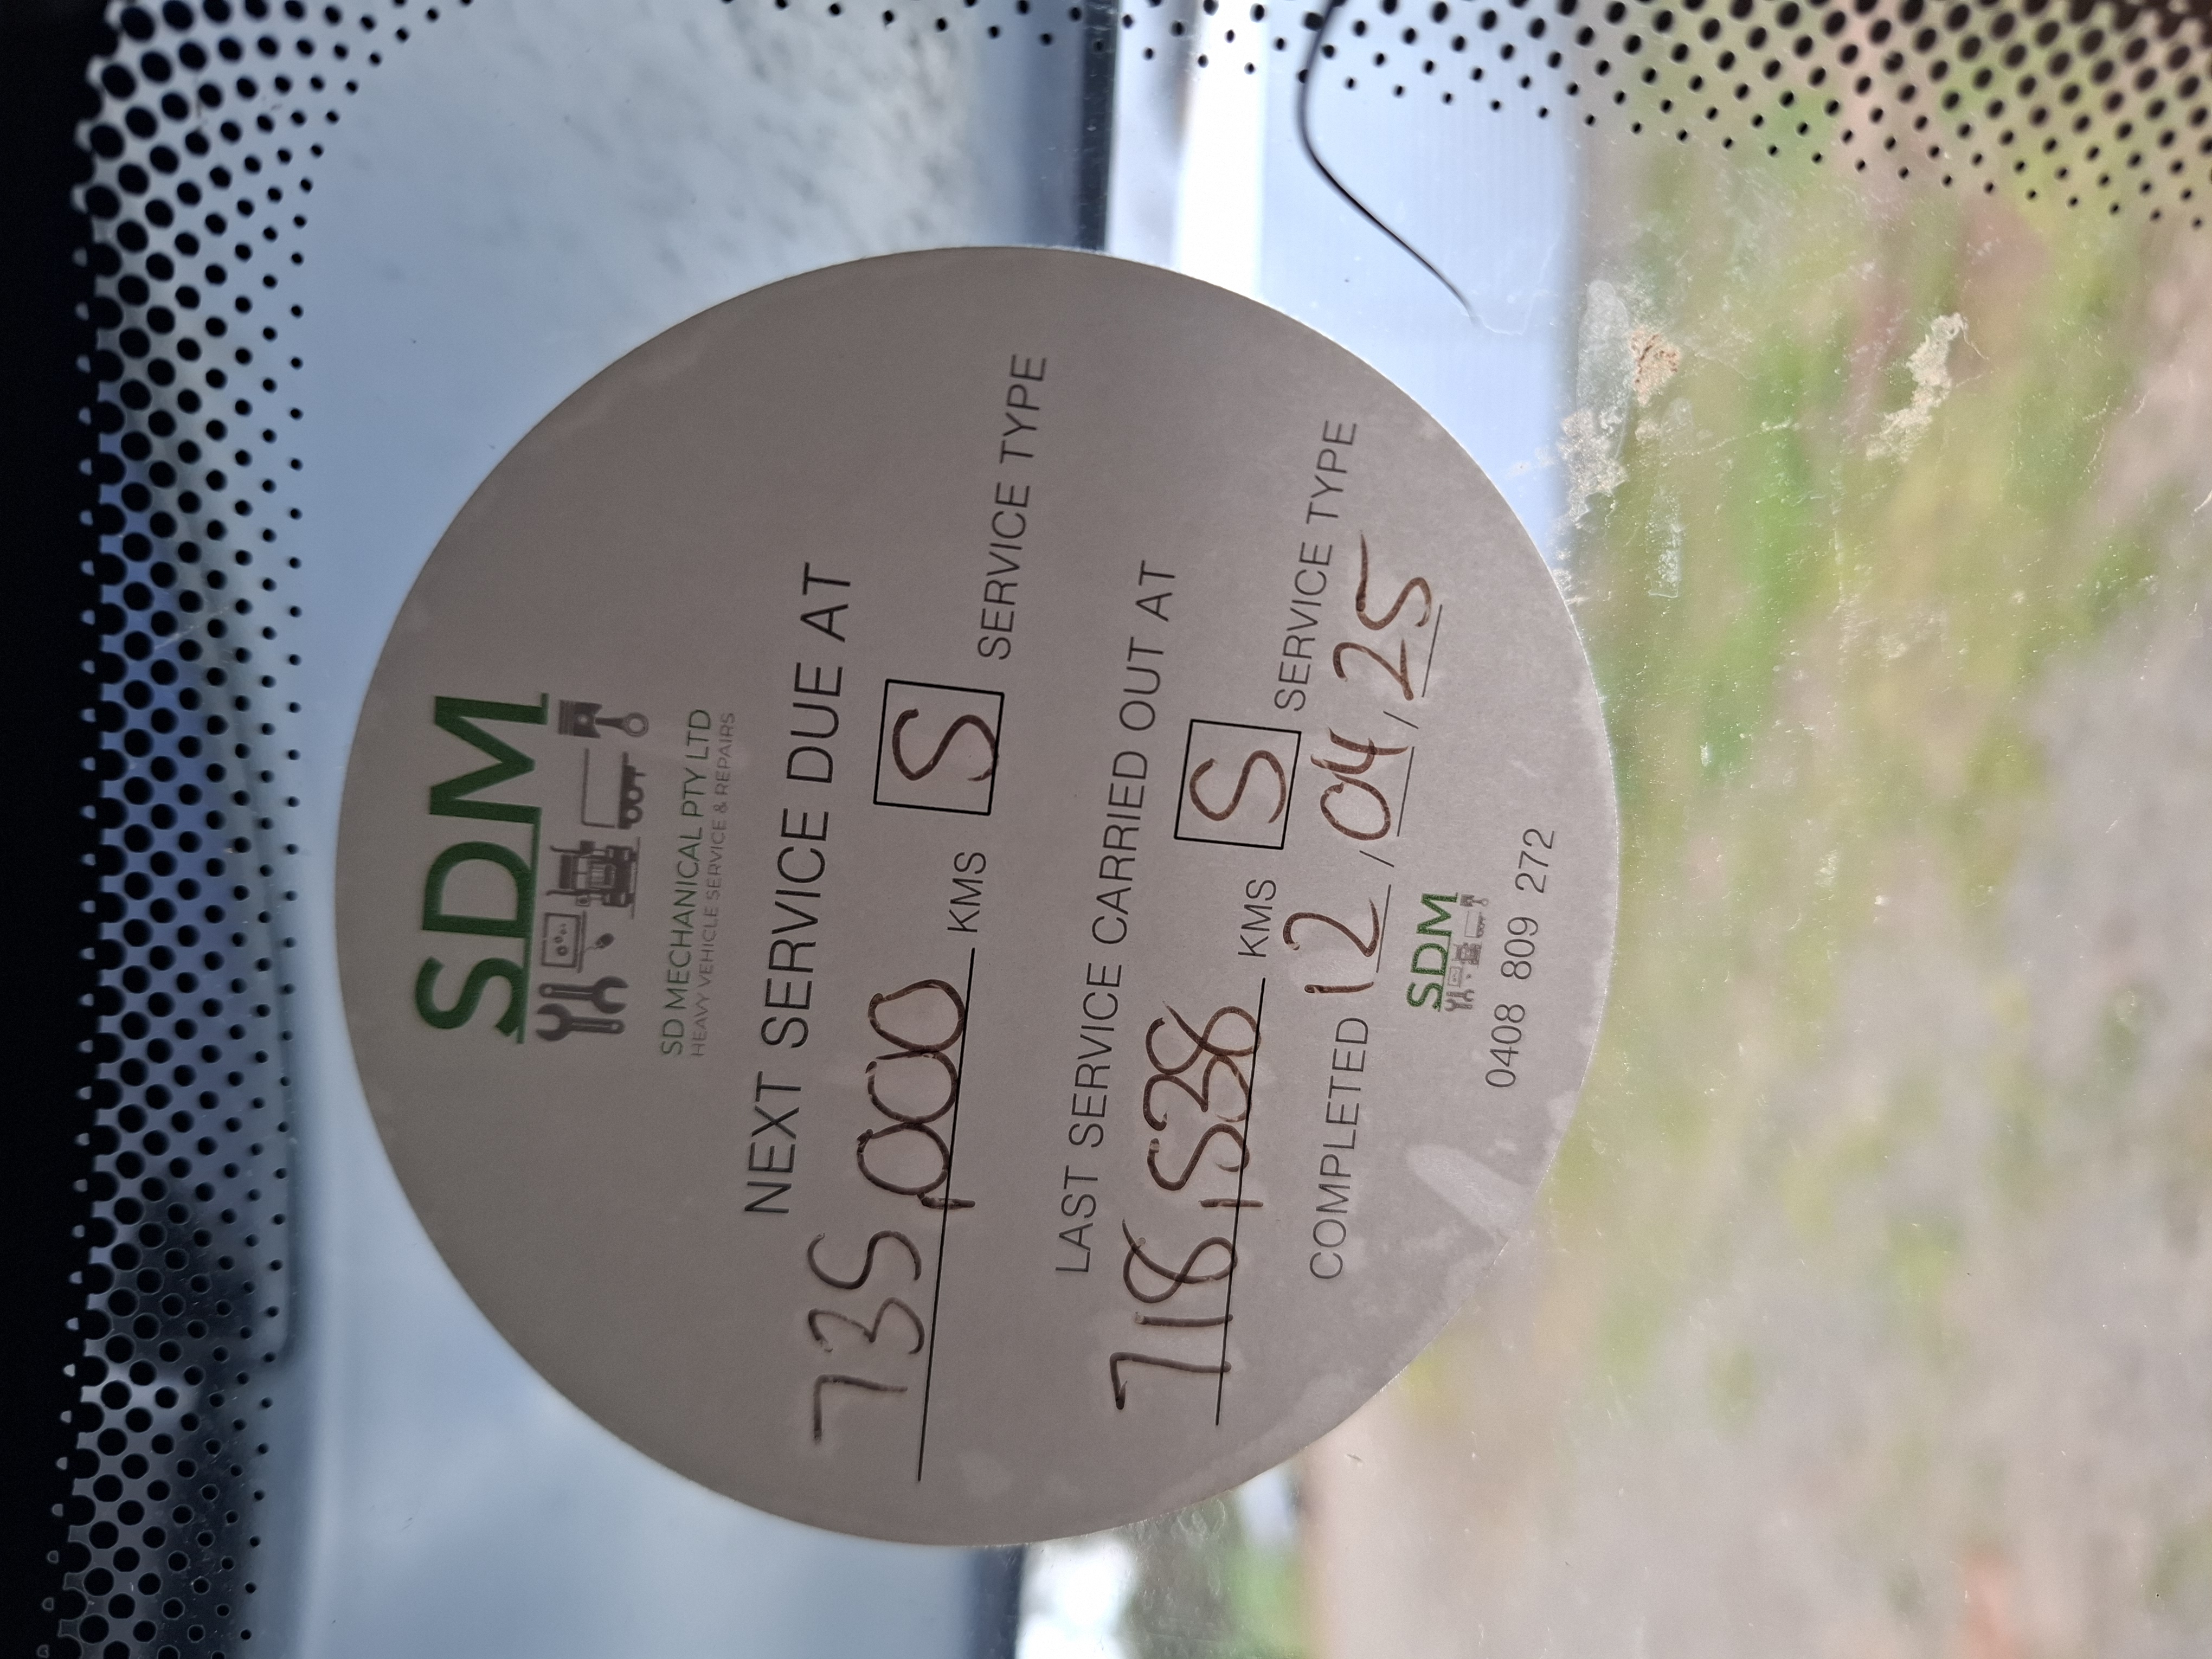 SDM
SD MECHANICAL PTY LTD
HEAVY VEHICLE SERVICE & REPAIRS
NEXT SERVICE DUE AT
735,000 KMS S SERVICE TYPE
LAST SERVICE CARRIED OUT AT
718,528 KMS S SERVICE TYPE
COMPLETED 12/04/25
SDM
0408 809 272